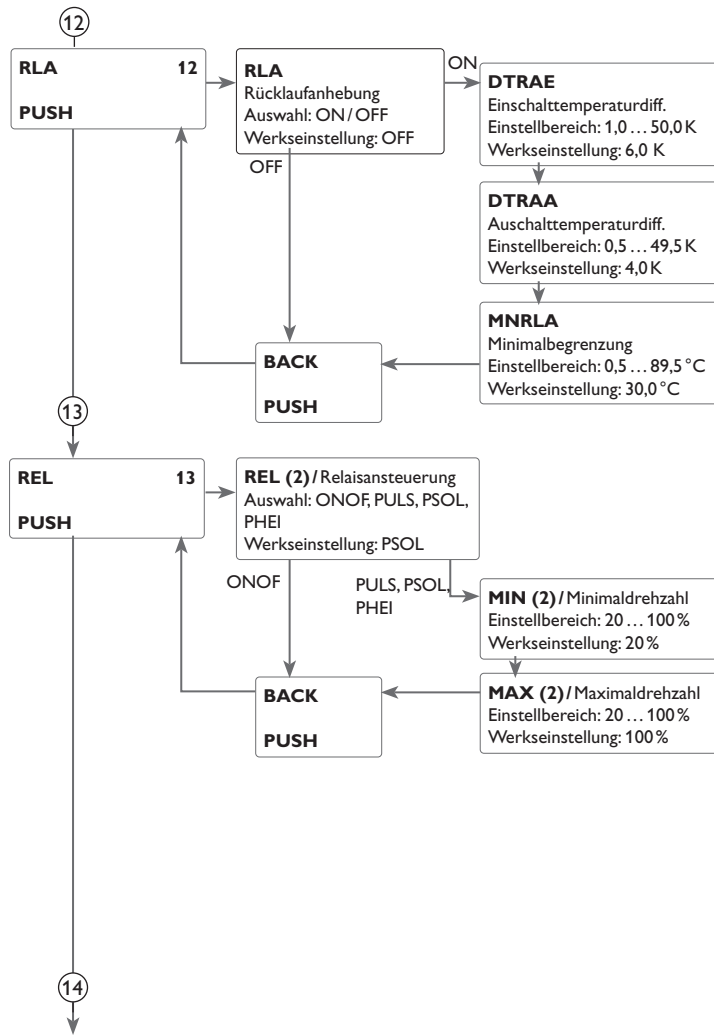 12
RLA 12
PUSH
RLA
Rücklaufanhebung
Auswahl: ON / OFF
Werkseinstellung: OFF
ON
OFF
DTRAE
Einschalttemperaturdiff.
Einstellbereich: 1,0 … 50,0 K
Werkseinstellung: 6,0 K
DTRAA
Auschalttemperaturdiff.
Einstellbereich: 0,5 … 49,5 K
Werkseinstellung: 4,0 K
MNRLA
Minimalbegrenzung
Einstellbereich: 0,5 … 89,5 °C
Werkseinstellung: 30,0 °C
BACK
PUSH
13
REL 13
PUSH
REL (2) / Relaisansteuerung
Auswahl: ONOF, PULS, PSOL,
PHEI
Werkseinstellung: PSOL
ONOF
PULS, PSOL,
PHEI
MIN (2) / Minimaldrehzahl
Einstellbereich: 20 … 100 %
Werkseinstellung: 20 %
MAX (2) / Maximaldrehzahl
Einstellbereich: 20 … 100 %
Werkseinstellung: 100 %
BACK
PUSH
14